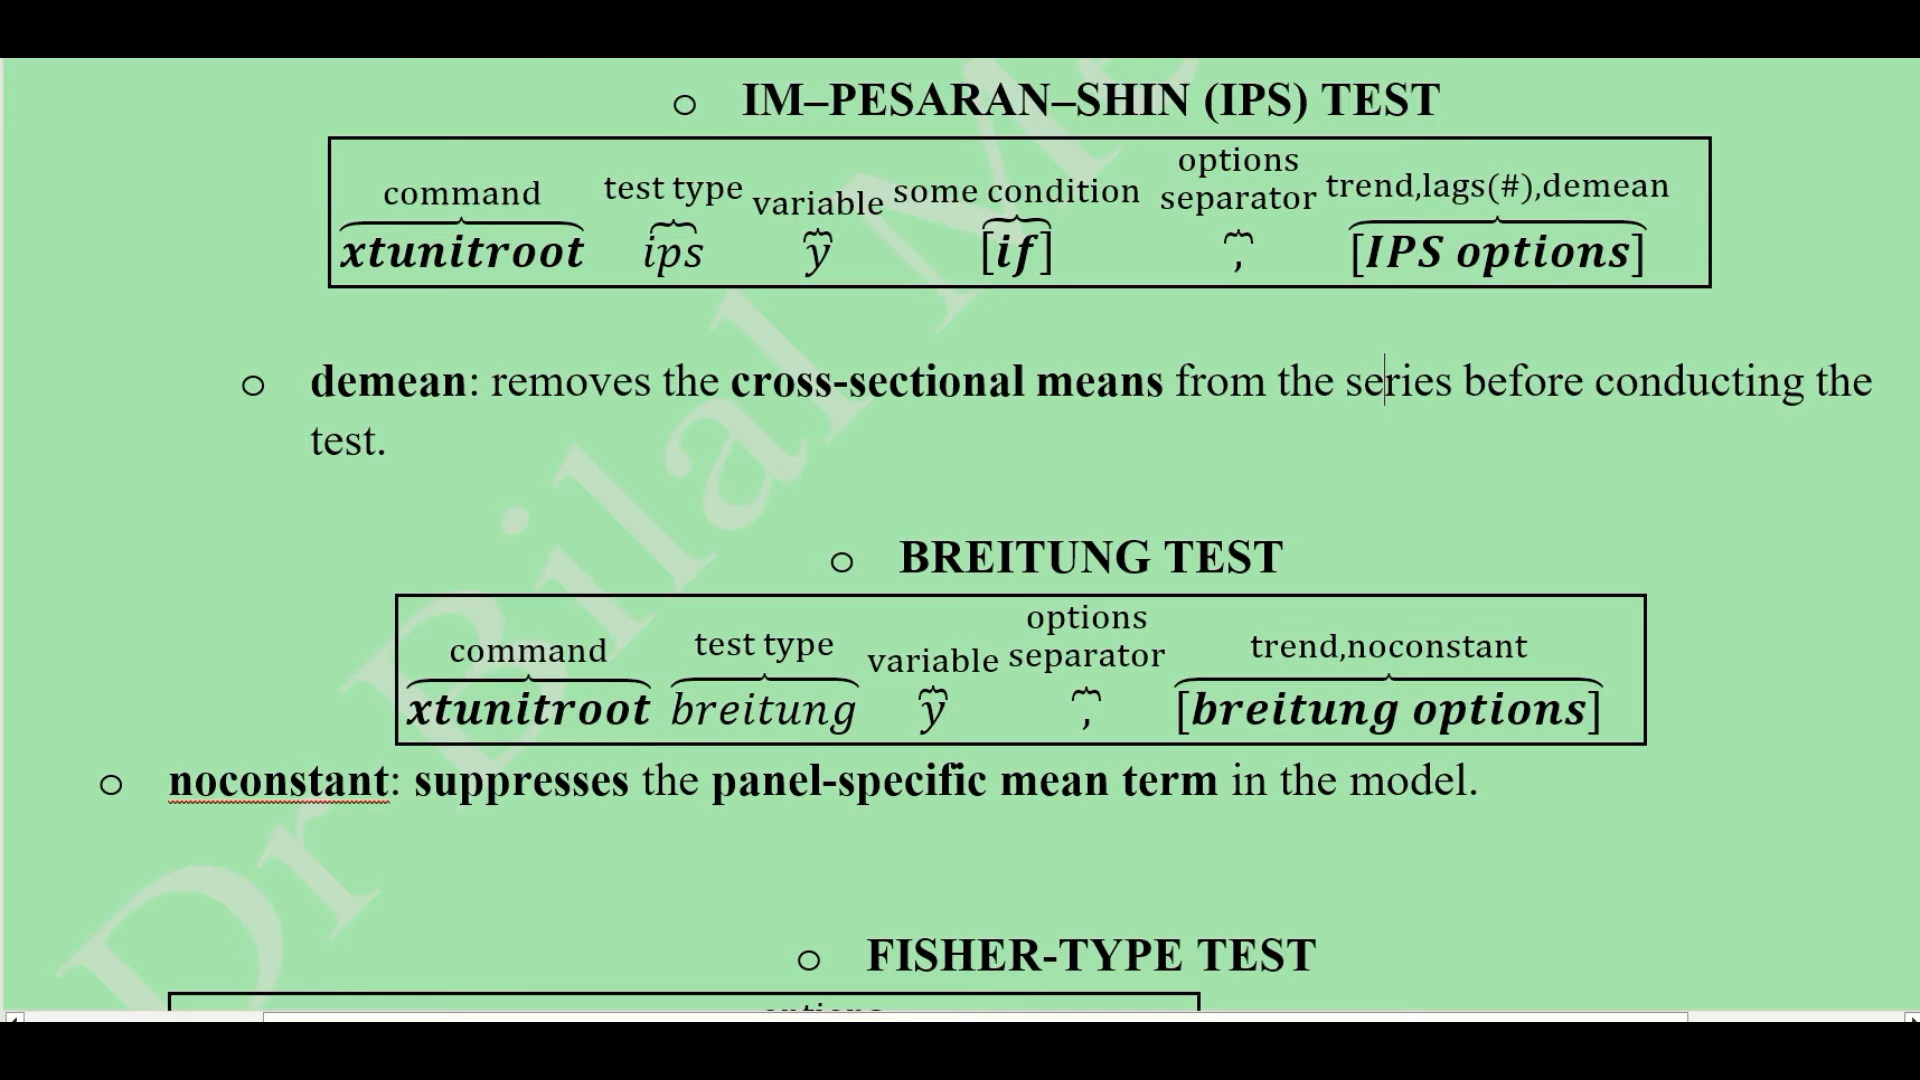 IM–PESARAN–SHIN (IPS) TEST
command test type variable some condition options separator trend,lags(#),demean
xtunitroot ips y [if] , [IPS options]
demean: removes the cross-sectional means from the series before conducting the
test.
BREITUNG TEST
command test type variable options separator trend,noconstant
xtunitroot breitung y , [breitung options]
noconstant: suppresses the panel-specific mean term in the model.
FISHER-TYPE TEST
Dr Bilal